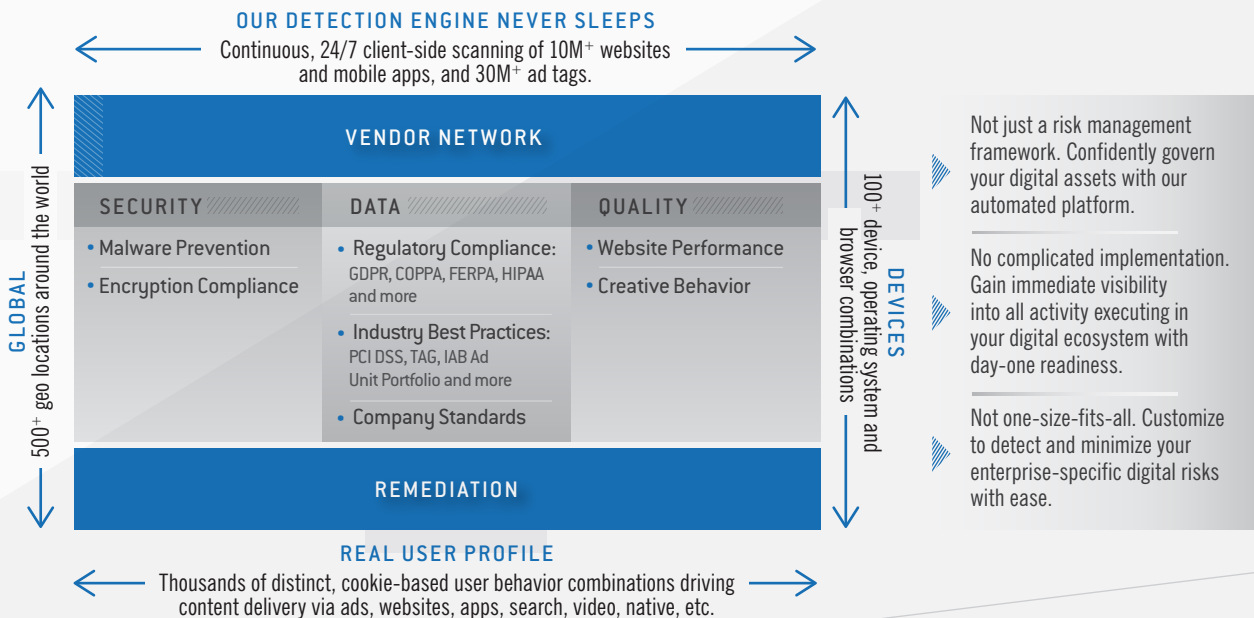 OUR DETECTION ENGINE NEVER SLEEPS
Continuous, 24/7 client-side scanning of 10M+ websites
and mobile apps, and 30M+ ad tags.
GLOBAL
500+ geo locations around the world
VENDOR NETWORK
SECURITY
• Malware Prevention
• Encryption Compliance
DATA
• Regulatory Compliance:
GDPR, COPPA, FERPA, HIPAA
and more
• Industry Best Practices:
PCI DSS, TAG, IAB Ad
Unit Portfolio and more
• Company Standards
QUALITY
• Website Performance
• Creative Behavior
REMEDIATION
DEVICES
100+ device, operating system and
browser combinations
REAL USER PROFILE
Thousands of distinct, cookie-based user behavior combinations driving
content delivery via ads, websites, apps, search, video, native, etc.
Not just a risk management
framework. Confidently govern
your digital assets with our
automated platform.
No complicated implementation.
Gain immediate visibility
into all activity executing in
your digital ecosystem with
day-one readiness.
Not one-size-fits-all. Customize
to detect and minimize your
enterprise-specific digital risks
with ease.